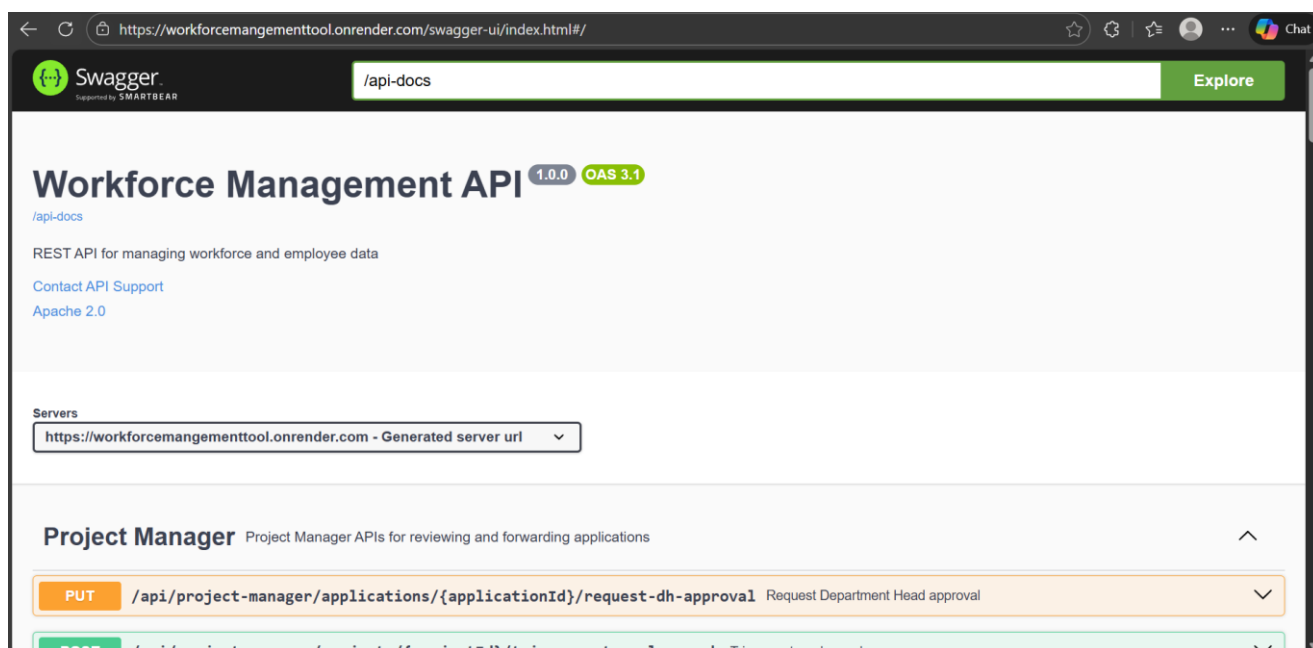 https://workforcemangementtool.onrender.com/swagger-ui/index.html#/
Chat
Swagger.
Supported by SMARTBEAR
/api-docs
Explore
Workforce Management API 1.0.0 OAS 3.1
/api-docs
REST API for managing workforce and employee data
Contact API Support
Apache 2.0
Servers
https://workforcemangementtool.onrender.com - Generated server url
Project Manager Project Manager APIs for reviewing and forwarding applications
PUT /api/project-manager/applications/{applicationId}/request-dh-approval Request Department Head approval